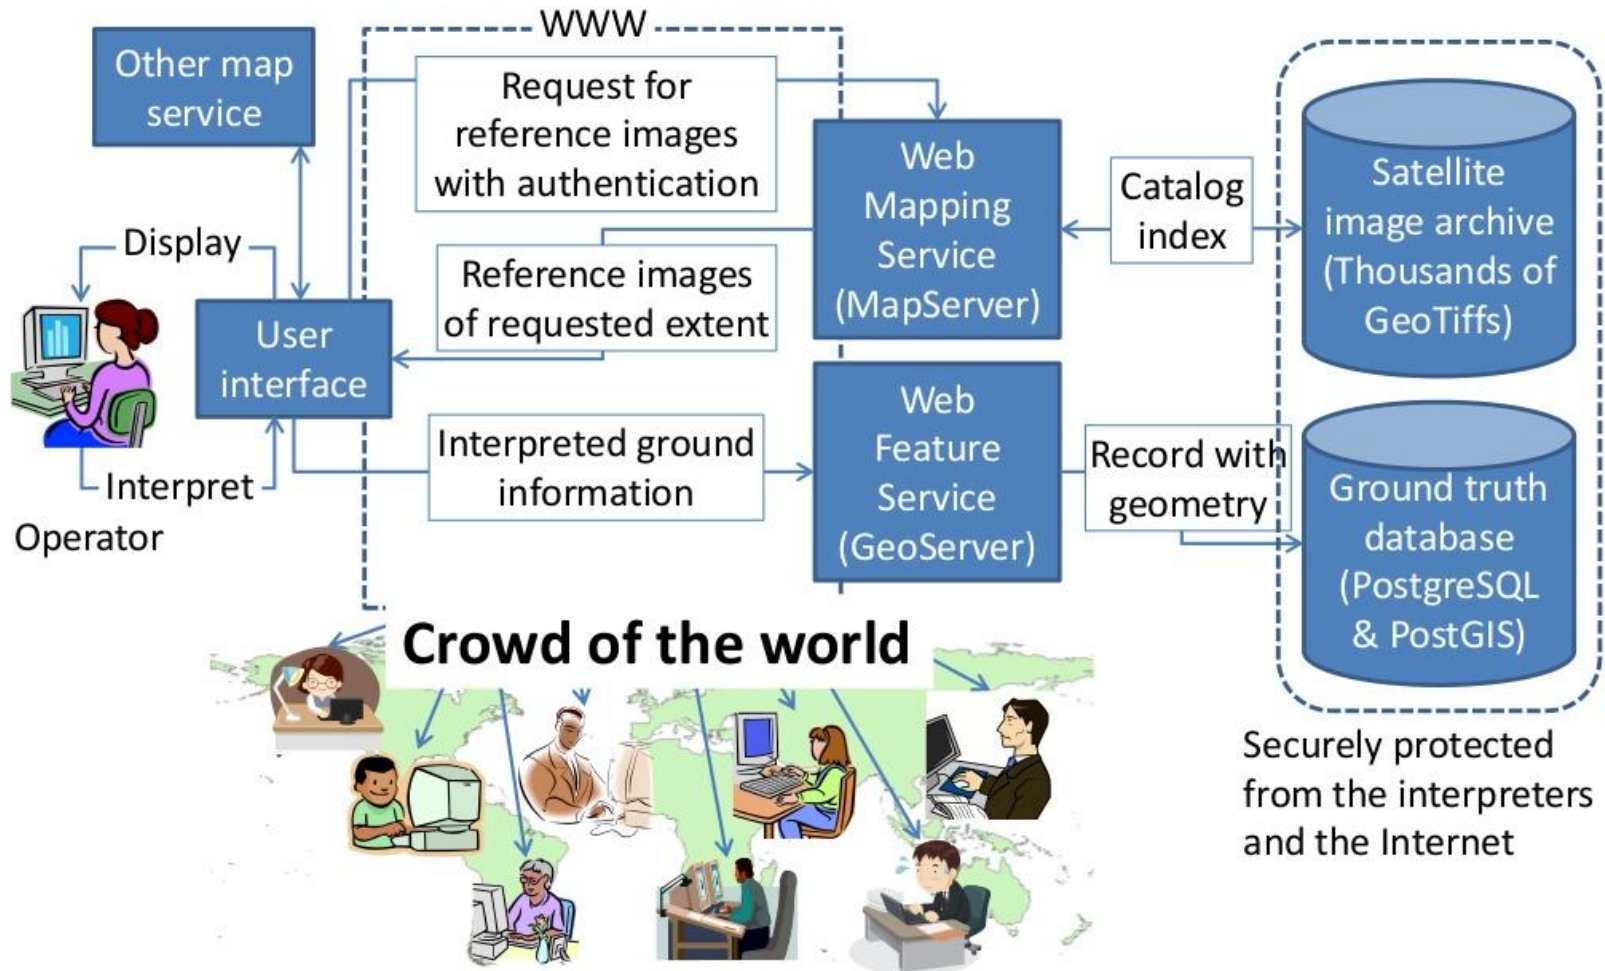 WWW
Other map
service
Request for
reference images
with authentication
Web
Mapping
Service
(MapServer)
Catalog
index
Satellite
image archive
(Thousands of
GeoTiffs)
Display
Reference images
of requested extent
User
interface
Interpreted ground
information
Web
Feature
Service
(GeoServer)
Record with
geometry
Ground truth
database
(PostgreSQL
& PostGIS)
Interpret
Operator
Crowd of the world
Securely protected
from the interpreters
and the Internet